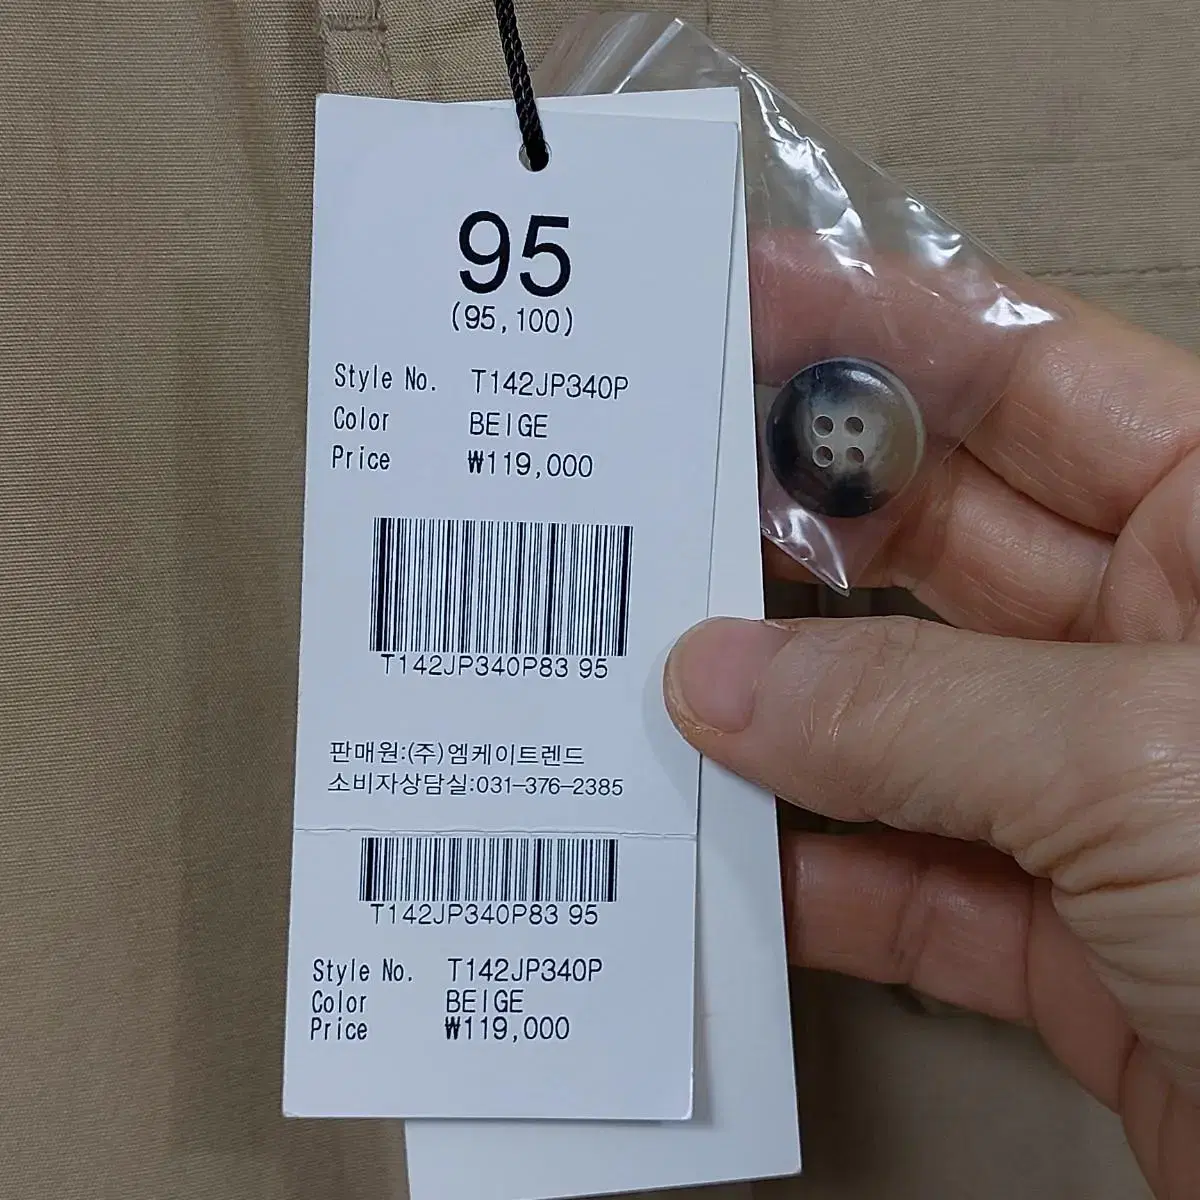 95
(95,100)
Style No. T142JP340P
Color BEIGE
Price ₩119,000
T142JP340P83 95
판매원:(주)엠케이트렌드
소비자상담실:031-376-2385
T142JP340P83 95
Style No. T142JP340P
Color BEIGE
Price ₩119,000